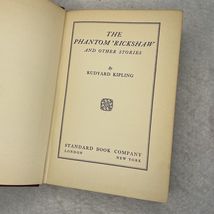 THE
PHANTOM 'RICKSHAW
AND OTHER STORIES
By
RUDYARD KIPLING
STANDARD BOOK COMPANY
LONDON NEW YORK